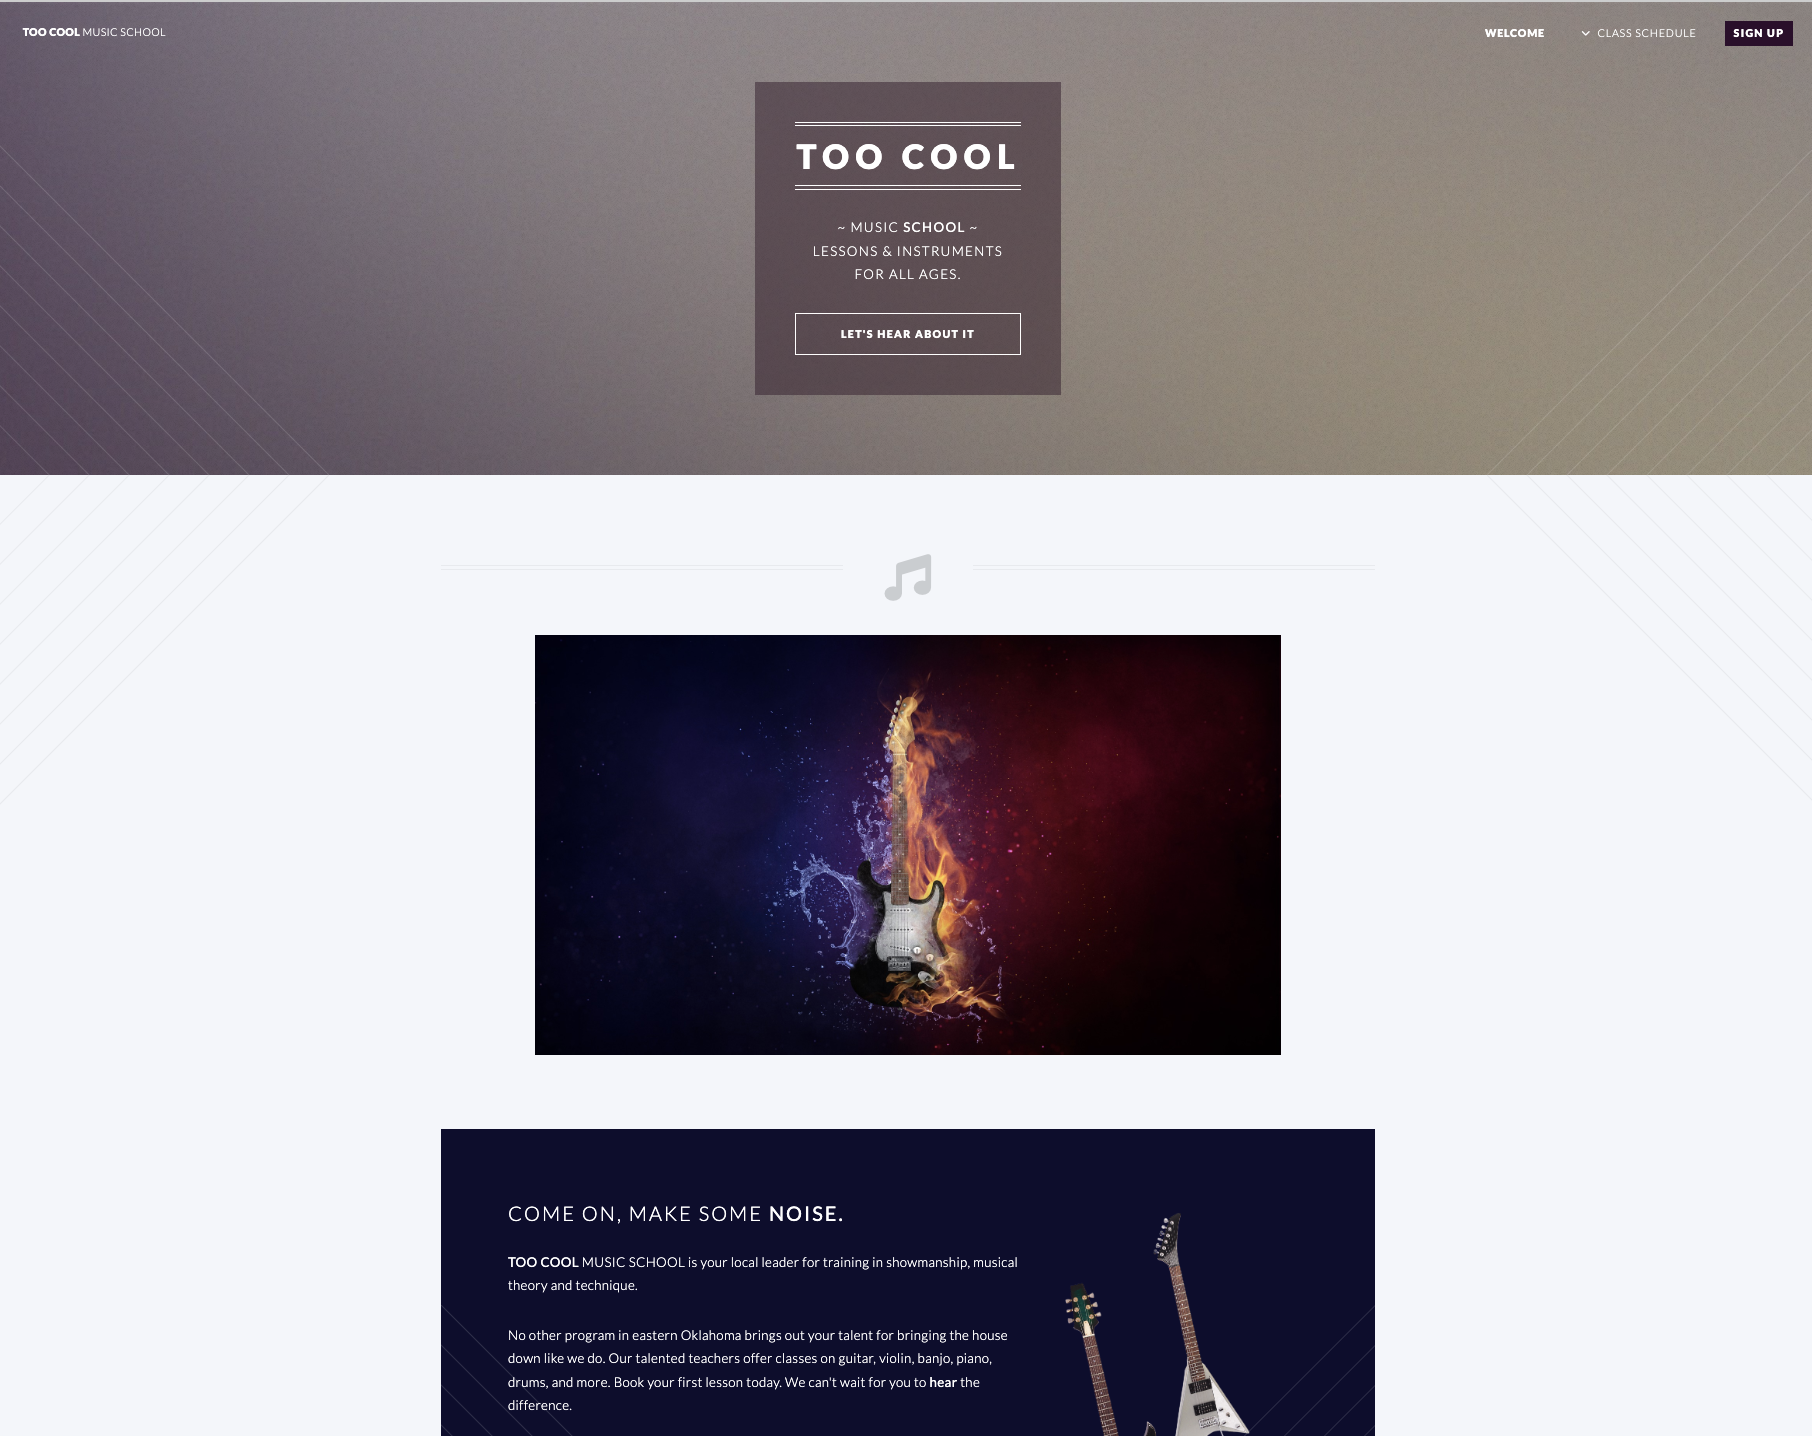 TOO COOL MUSIC SCHOOL
WELCOME
CLASS SCHEDULE
SIGN UP
TOO COOL
~ MUSIC SCHOOL ~
LESSONS & INSTRUMENTS
FOR ALL AGES.
LET'S HEAR ABOUT IT
COME ON, MAKE SOME NOISE.
TOO COOL MUSIC SCHOOL is your local leader for training in showmanship, musical
theory and technique.
No other program in eastern Oklahoma brings out your talent for bringing the house
down like we do. Our talented teachers offer classes on guitar, violin, banjo, piano,
drums, and more. Book your first lesson today. We can't wait for you to hear the
difference.